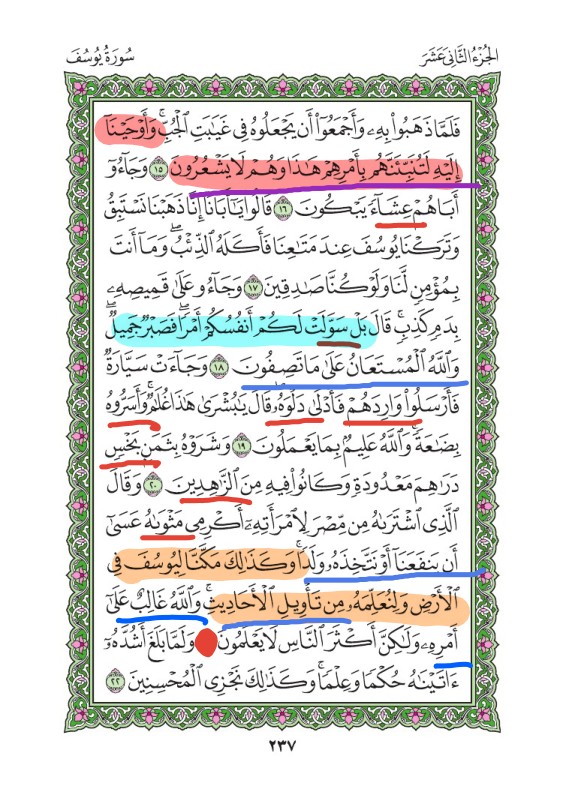 الجُزْءُ الثَّانِي عَشَرَ
سُورَةُ يُوسُفَ
فَلَمَّا ذَهَبُوا۟ بِهِۦ وَأَجْمَعُوٓا۟ أَن يَجْعَلُوهُ فِى غَيَـٰبَتِ ٱلْجُبِّ ۚ وَأَوْحَيْنَآ
إِلَيْهِ لَتُنَبِّئَنَّهُم بِأَمْرِهِمْ هَـٰذَا وَهُمْ لَا يَشْعُرُونَ ١٥ وَجَآءُوٓ
أَبَاهُمْ عِشَآءً يَبْكُونَ ١٦ قَالُوا۟ يَـٰٓأَبَانَآ إِنَّا ذَهَبْنَا نَسْتَبِقُ
وَتَرَكْنَا يُوسُفَ عِندَ مَتَـٰعِنَا فَأَكَلَهُ ٱلذِّئْبُ ۖ وَمَآ أَنتَ
بِمُؤْمِنٍ لَّنَا وَلَوْ كُنَّا صَـٰدِقِينَ ١٧ وَجَآءُو عَلَىٰ قَمِيصِهِۦ
بِدَمٍ كَذِبٍ ۚ قَالَ بَلْ سَوَّلَتْ لَكُمْ أَنفُسُكُمْ أَمْرًا ۖ فَصَبْرٌ جَمِيلٌ ۖ
وَٱللَّهُ ٱلْمُسْتَعَانُ عَلَىٰ مَا تَصِفُونَ ١٨ وَجَآءَتْ سَيَّارَةٌ
فَأَرْسَلُوا۟ وَارِدَهُمْ فَأَدْلَىٰ دَلْوَهُۥ ۖ قَالَ يَـٰبُشْرَىٰ هَـٰذَا غُلَـٰمٌ ۚ وَأَسَرُّوهُ
بِضَـٰعَةً ۚ وَٱللَّهُ عَلِيمٌۢ بِمَا يَعْمَلُونَ ١٩ وَشَرَوْهُ بِثَمَنٍۭ بَخْسٍ
دَرَٰهِمَ مَعْدُودَةٍ وَكَانُوا۟ فِيهِ مِنَ ٱلزَّٰهِدِينَ ٢٠ وَقَالَ
ٱلَّذِى ٱشْتَرَىٰهُ مِن مِّصْرَ لِٱمْرَأَتِهِۦٓ أَكْرِمِى مَثْوَىٰهُ عَسَىٰٓ
أَن يَنفَعَنَآ أَوْ نَتَّخِذَهُۥ وَلَدًا ۚ وَكَذَٰلِكَ مَكَّنَّا لِيُوسُفَ فِى
ٱلْأَرْضِ وَلِنُعَلِّمَهُۥ مِن تَأْوِيلِ ٱلْأَحَادِيثِ ۚ وَٱللَّهُ غَالِبٌ عَلَىٰٓ
أَمْرِهِۦ وَلَـٰكِنَّ أَكْثَرَ ٱلنَّاسِ لَا يَعْلَمُونَ وَلَمَّا بَلَغَ أَشُدَّهُۥٓ
ءَاتَيْنَـٰهُ حُكْمًا وَعِلْمًا ۚ وَكَذَٰلِكَ نَجْزِى ٱلْمُحْسِنِينَ ٢٢
٢٣٧